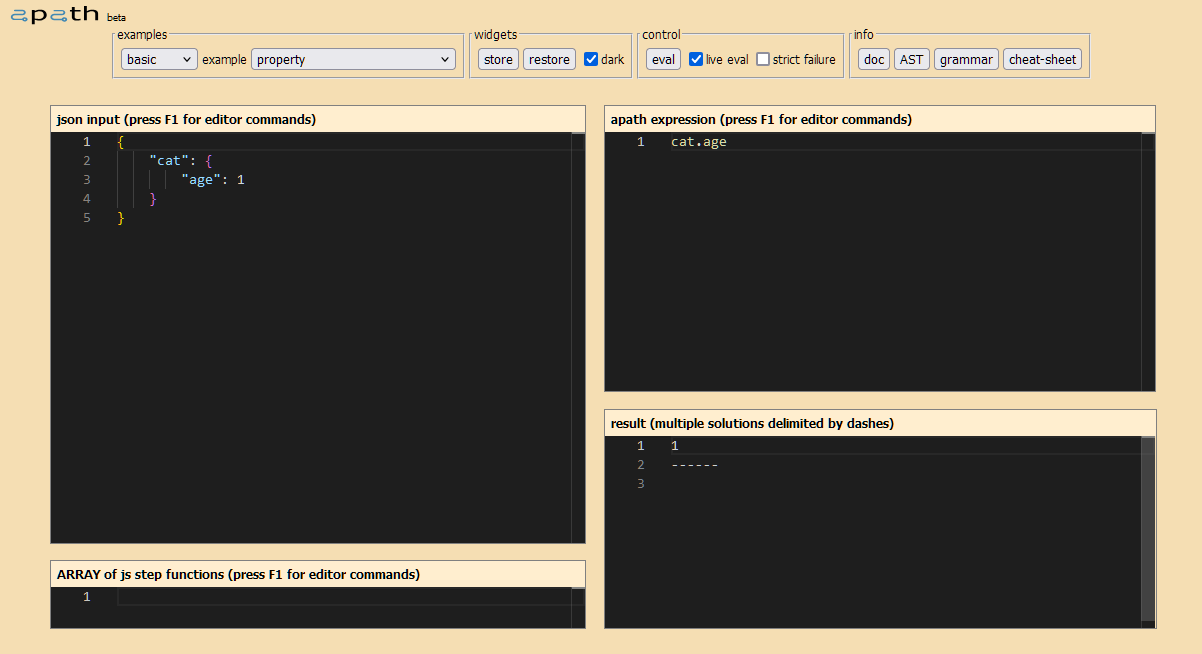 apath beta
examples widgets control info
basic example property store restore dark eval live eval strict failure doc AST grammar cheat-sheet
json input (press F1 for editor commands)
1 {
2 "cat": {
3 "age": 1
4 }
5 }
ARRAY of js step functions (press F1 for editor commands)
1
apath expression (press F1 for editor commands)
1 cat.age
result (multiple solutions delimited by dashes)
1 1
2 ------
3